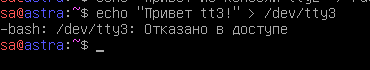 sa@astra:~$ echo "Привет tt3!" > /dev/tty3
-bash: /dev/tty3: Отказано в доступе
sa@astra:~$ _